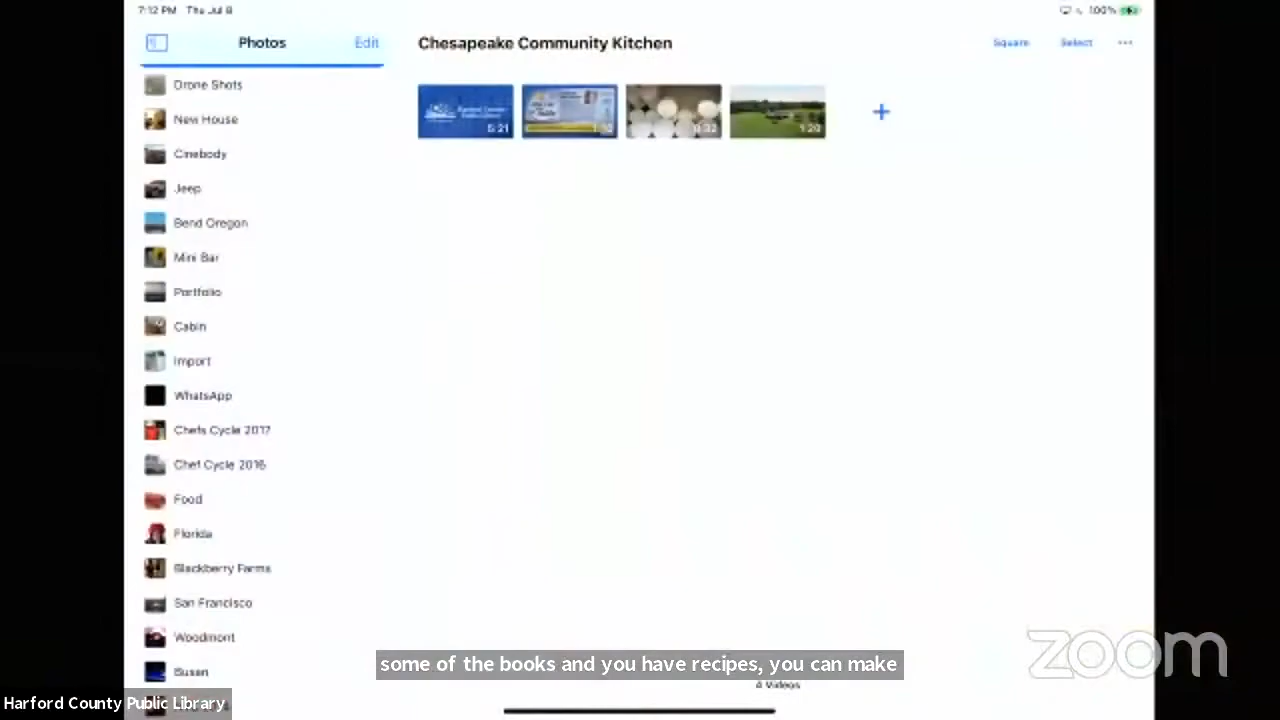 7:12 PM Thu Jul 8
100%
Photos
Edit
Chesapeake Community Kitchen
Square
Select
5:21
0:32
1:20
Drone Shots
New House
Cinebody
Jeep
Bend Oregon
Mini Bar
Portfolio
Cabin
Import
WhatsApp
Chefs Cycle 2017
Chef Cycle 2016
Food
Florida
Blackberry Farms
San Francisco
Woodmont
Busan
some of the books and you have recipes, you can make
4 Videos
Harford County Public Library
zoom